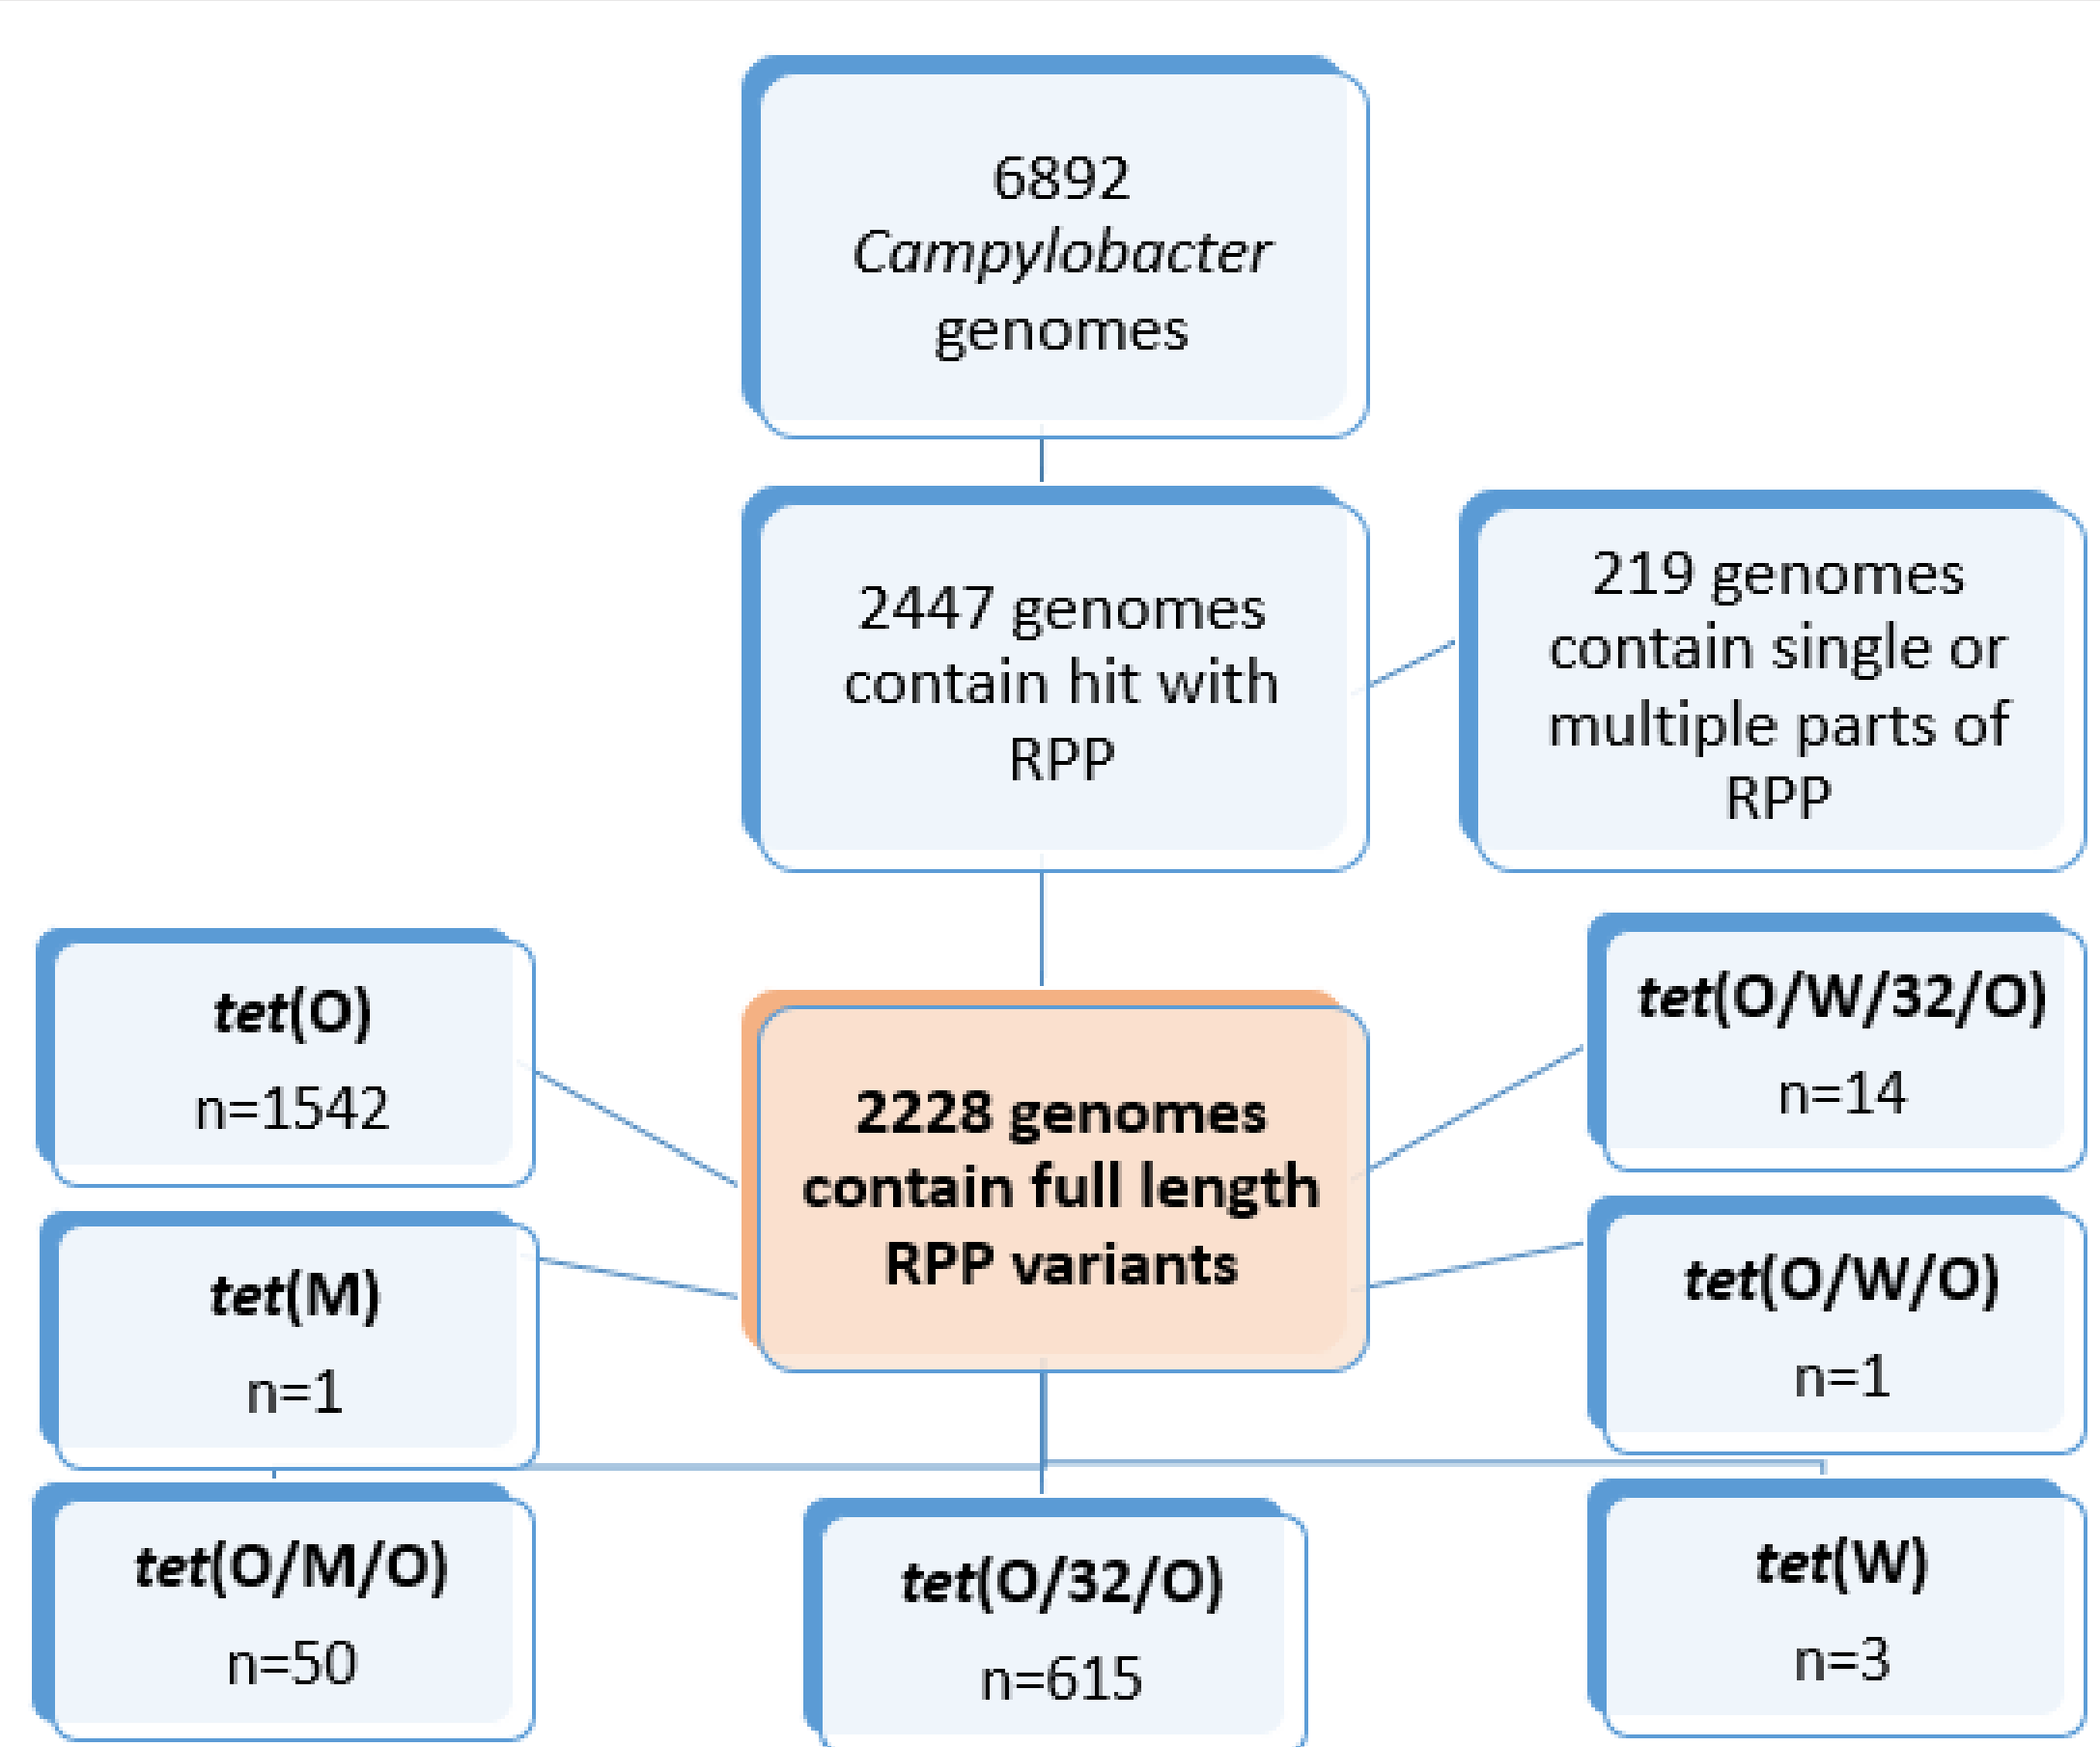 6892
Campylobacter
genomes
2447 genomes
contain hit with
RPP
219 genomes
contain single or
multiple parts of
RPP
tet(O)
n=1542
tet(M)
n=1
2228 genomes
contain full length
RPP variants
tet(O/W/32/O)
n=14
tet(O/W/O)
n=1
tet(O/M/O)
n=50
tet(O/32/O)
n=615
tet(W)
n=3